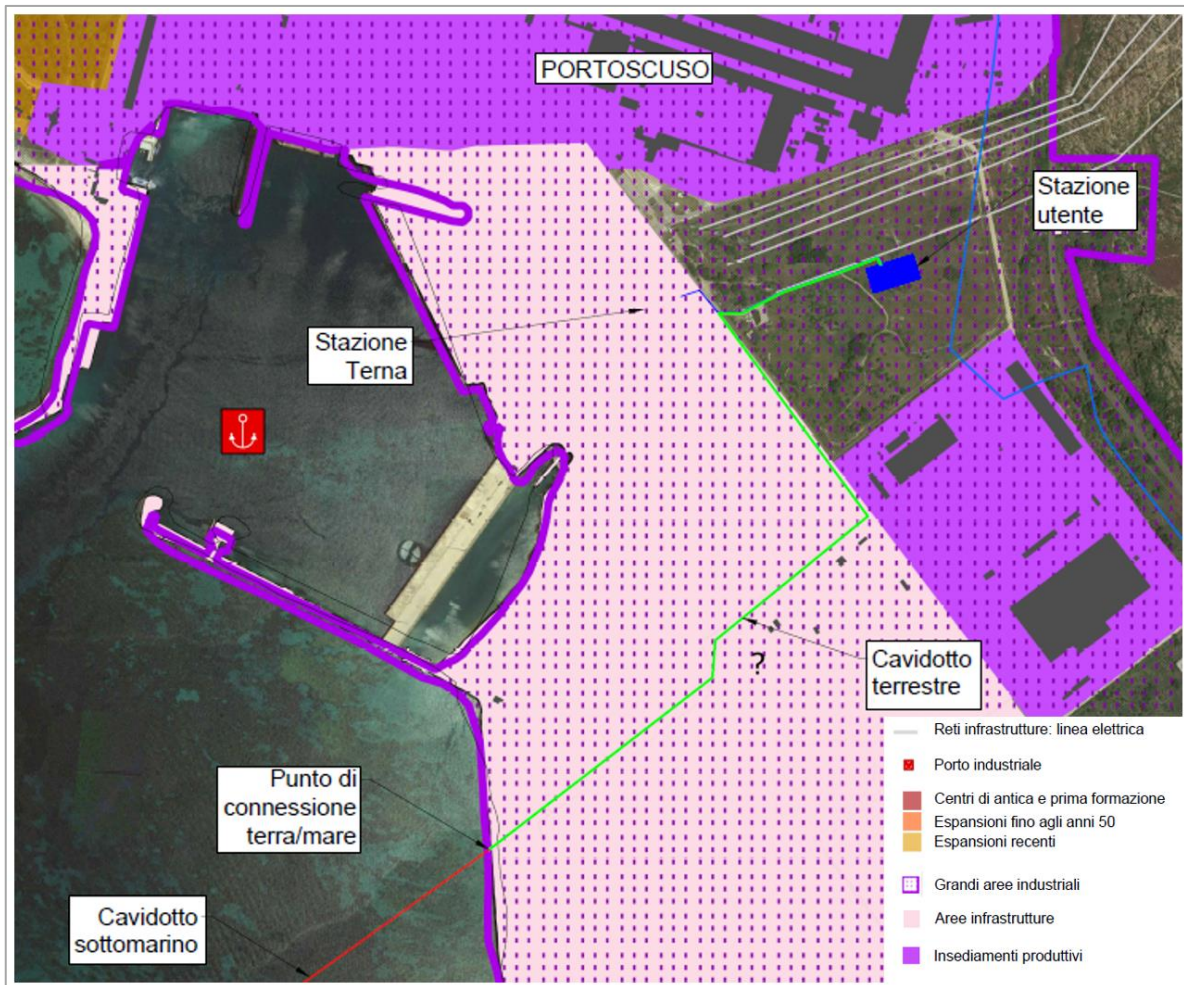 PORTOSCUSO
Stazione
utente
Stazione
Terna
?
Cavidotto
terrestre
Punto di
connessione
terra/mare
Cavidotto
sottomarino
Reti infrastrutture: linea elettrica
Porto industriale
Centri di antica e prima formazione
Espansioni fino agli anni 50
Espansioni recenti
Grandi aree industriali
Aree infrastrutture
Insediamenti produttivi